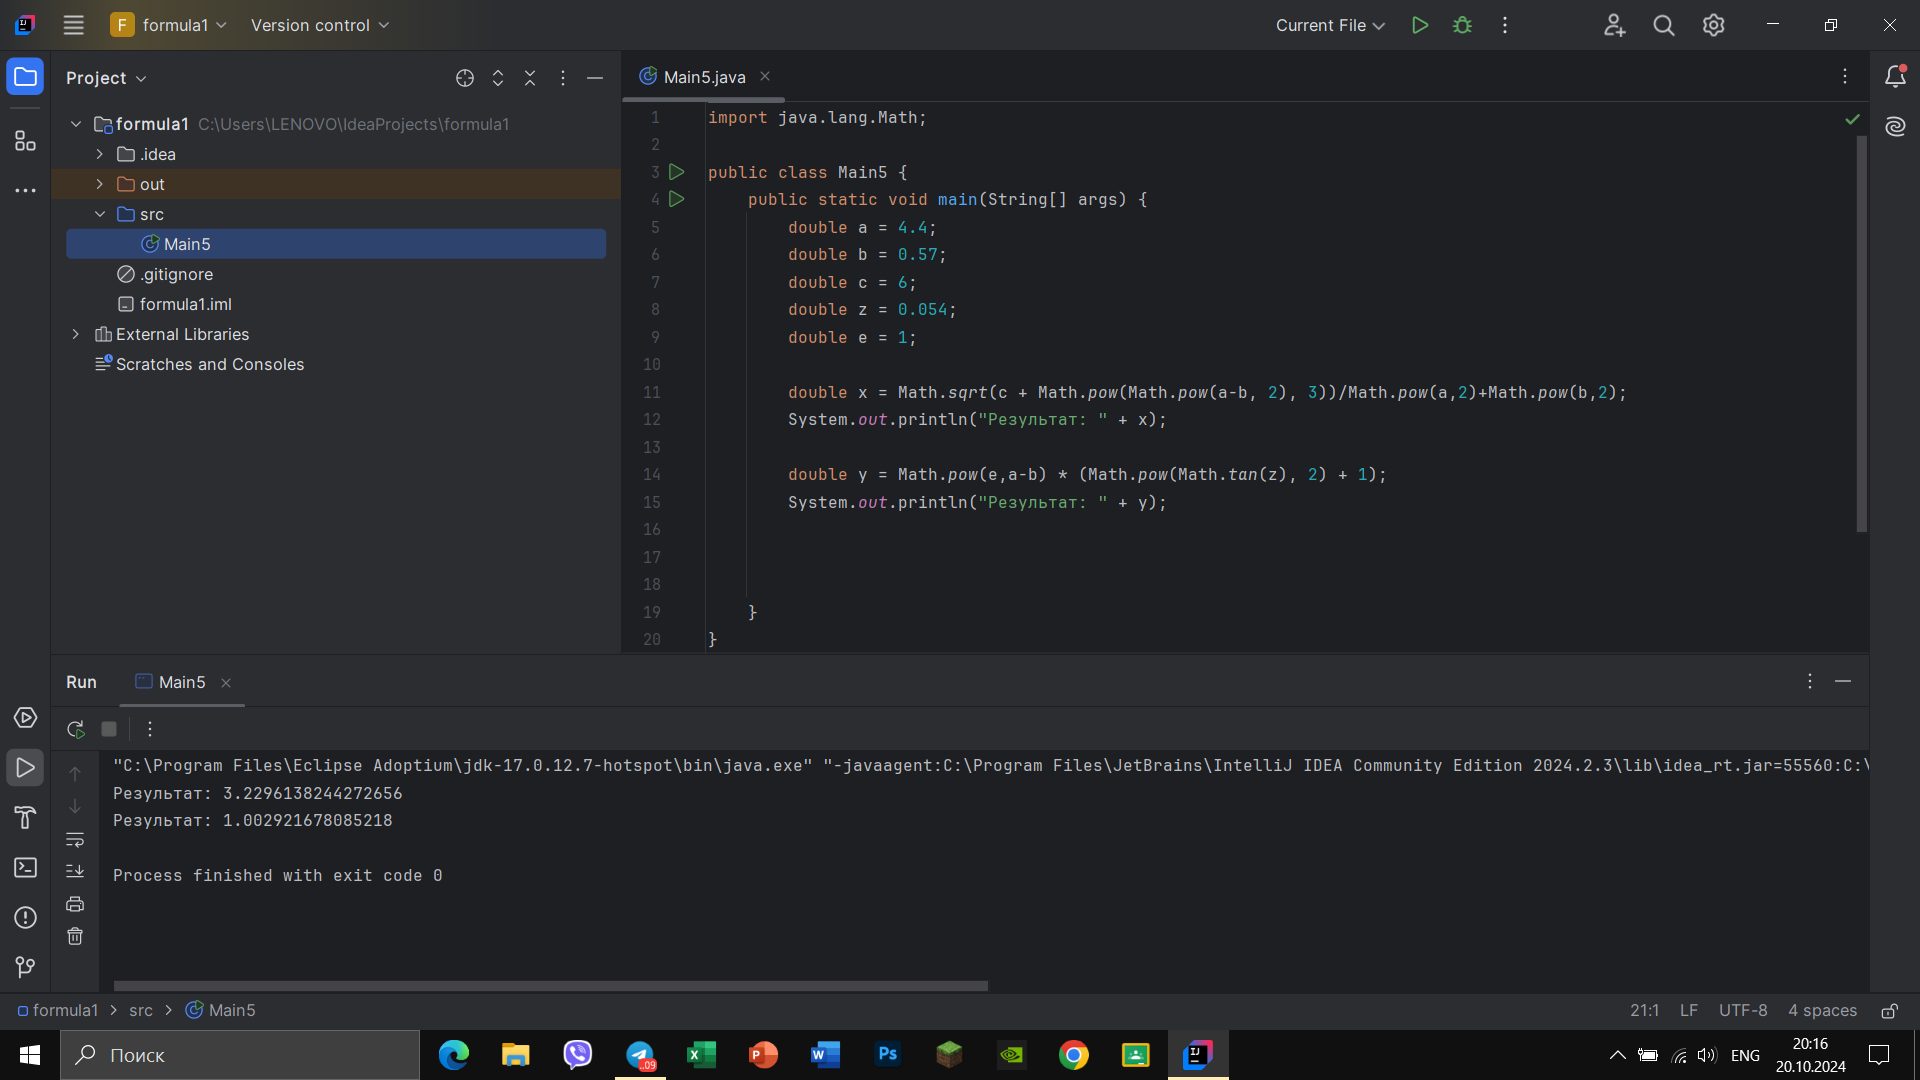 F formula1 Version control Current File
Project
Main5.java
formula1 C:\Users\LENOVO\IdeaProjects\formula1
.idea
out
src
Main5
.gitignore
formula1.iml
External Libraries
Scratches and Consoles
1 import java.lang.Math;
2
3 public class Main5 {
4 public static void main(String[] args) {
5 double a = 4.4;
6 double b = 0.57;
7 double c = 6;
8 double z = 0.054;
9 double e = 1;
10
11 double x = Math.sqrt(c + Math.pow(Math.pow(a-b, 2), 3))/Math.pow(a,2)+Math.pow(b,2);
12 System.out.println("Результат: " + x);
13
14 double y = Math.pow(e,a-b) * (Math.pow(Math.tan(z), 2) + 1);
15 System.out.println("Результат: " + y);
16
17
18
19 }
20 }
Run Main5
"C:\Program Files\Eclipse Adoptium\jdk-17.0.12.7-hotspot\bin\java.exe" "-javaagent:C:\Program Files\JetBrains\IntelliJ IDEA Community Edition 2024.2.3\lib\idea_rt.jar=55560:C:\
Результат: 3.2296138244272656
Результат: 1.002921678085218
Process finished with exit code 0
formula1 > src > Main5
21:1 LF UTF-8 4 spaces
Поиск
ENG
20:16
20.10.2024